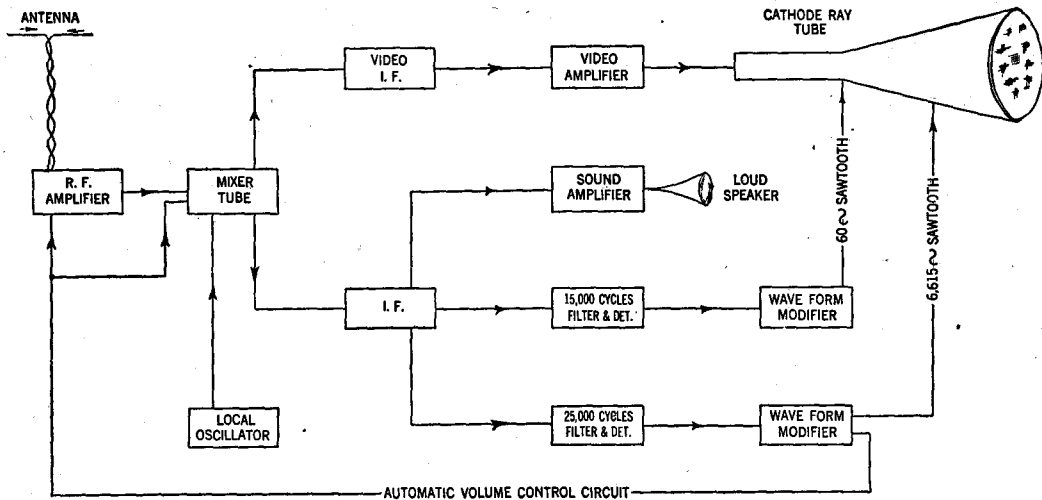 ANTENNA
CATHODE RAY
TUBE
VIDEO
I. F.
VIDEO
AMPLIFIER
R. F.
AMPLIFIER
MIXER
TUBE
SOUND
AMPLIFIER
LOUD
SPEAKER
60 ~ SAWTOOTH
6,615 ~ SAWTOOTH
I. F.
15,000 CYCLES
FILTER & DET.
WAVE FORM
MODIFIER
LOCAL
OSCILLATOR
25,000 CYCLES
FILTER & DET.
WAVE FORM
MODIFIER
AUTOMATIC VOLUME CONTROL CIRCUIT